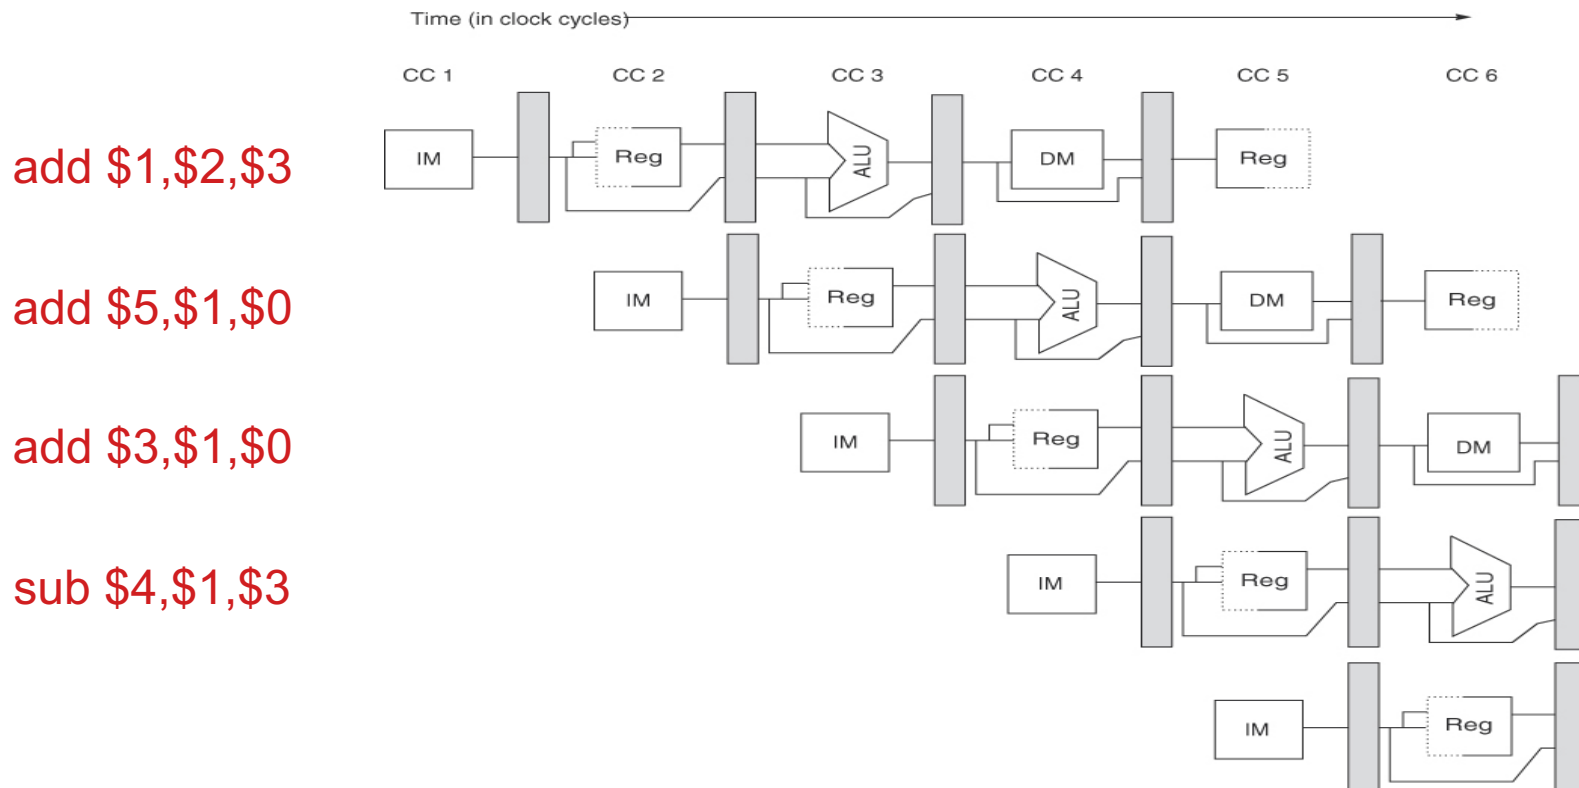 Time (in clock cycles)
CC 1 CC 2 CC 3 CC 4 CC 5 CC 6
add $1,$2,$3 IM Reg ALU DM Reg
add $5,$1,$0 IM Reg ALU DM Reg
add $3,$1,$0 IM Reg ALU DM
sub $4,$1,$3 IM Reg ALU
IM Reg